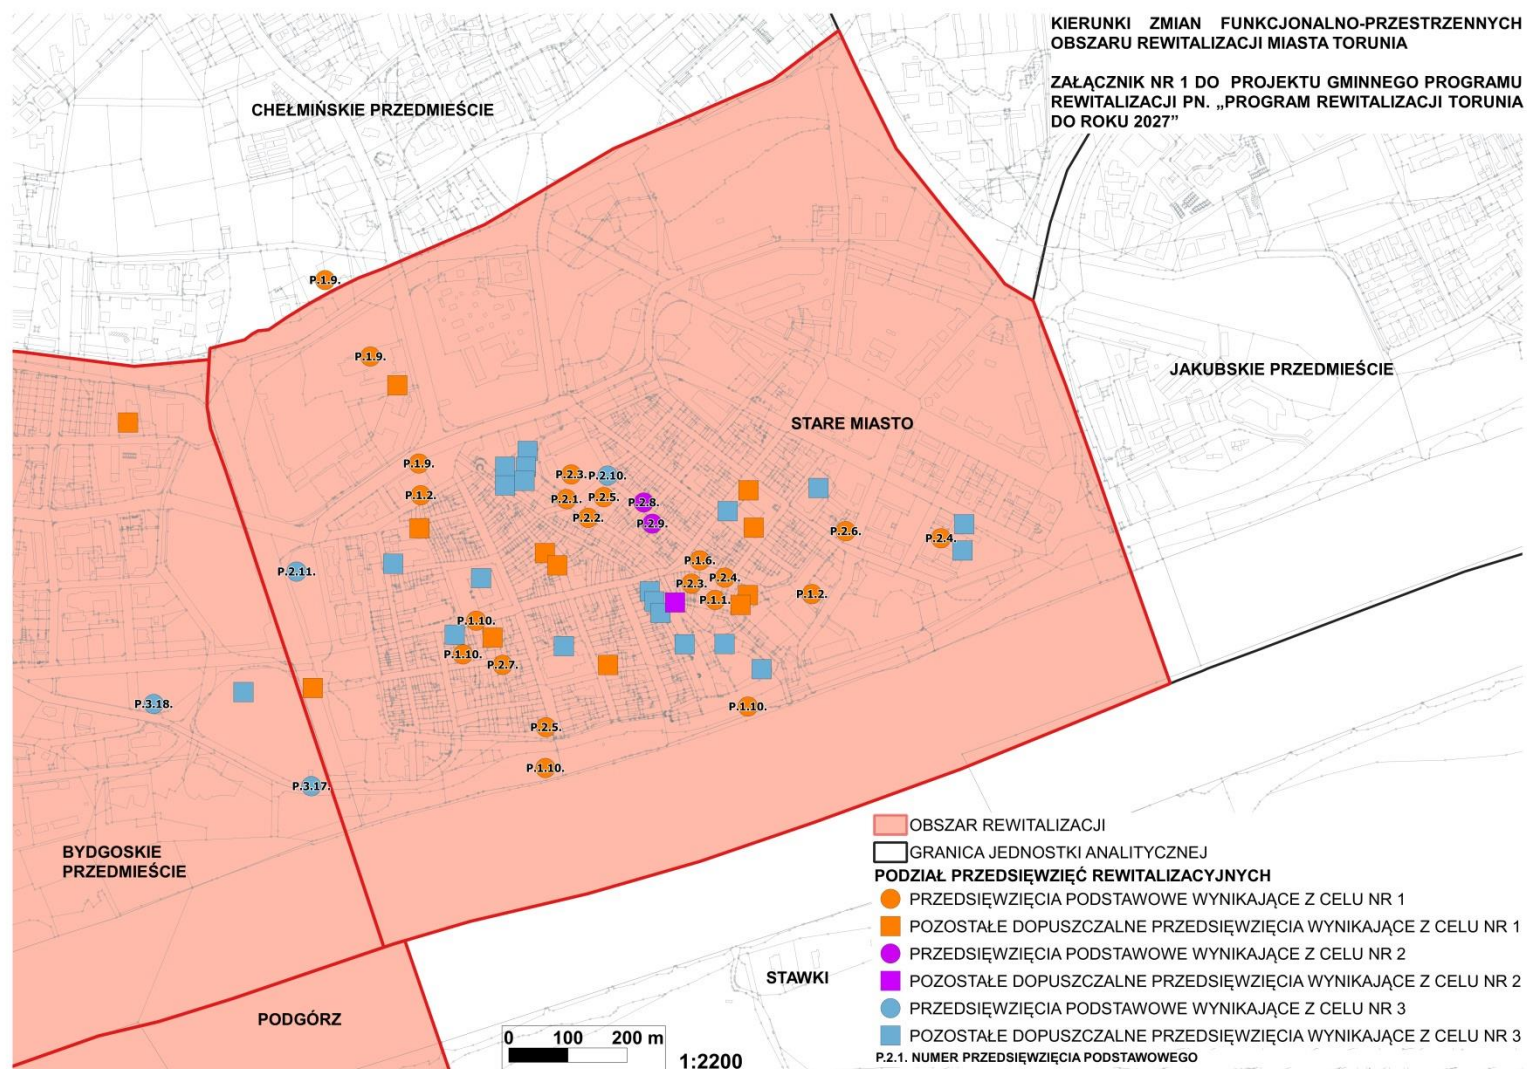 KIERUNKI ZMIAN FUNKCJONALNO-PRZESTRZENNYCH
OBSZARU REWITALIZACJI MIASTA TORUNIA
ZAŁĄCZNIK NR 1 DO PROJEKTU GMINNEGO PROGRAMU
REWITALIZACJI PN. „PROGRAM REWITALIZACJI TORUNIA
DO ROKU 2027”
CHEŁMIŃSKIE PRZEDMIEŚCIE
P.1.9.
P.1.9.
JAKUBSKIE PRZEDMIEŚCIE
STARE MIASTO
P.1.9.
P.2.3.
P.2.10.
P.1.2.
P.2.1.
P.2.5.
P.2.8.
P.2.2.
P.2.9.
P.2.6.
P.2.4.
P.1.6.
P.2.11.
P.2.3.
P.2.4.
P.1.1.
P.1.2.
P.1.10.
P.1.10.
P.2.7.
P.3.18.
P.1.10.
P.2.5.
P.1.10.
P.3.17.
BYDGOSKIE
PRZEDMIEŚCIE
PODGÓRZ
STAWKI
OBSZAR REWITALIZACJI
GRANICA JEDNOSTKI ANALITYCZNEJ
PODZIAŁ PRZEDSIĘWZIĘĆ REWITALIZACYJNYCH
PRZEDSIĘWZIĘCIA PODSTAWOWE WYNIKAJĄCE Z CELU NR 1
POZOSTAŁE DOPUSZCZALNE PRZEDSIĘWZIĘCIA WYNIKAJĄCE Z CELU NR 1
PRZEDSIĘWZIĘCIA PODSTAWOWE WYNIKAJĄCE Z CELU NR 2
POZOSTAŁE DOPUSZCZALNE PRZEDSIĘWZIĘCIA WYNIKAJĄCE Z CELU NR 2
PRZEDSIĘWZIĘCIA PODSTAWOWE WYNIKAJĄCE Z CELU NR 3
POZOSTAŁE DOPUSZCZALNE PRZEDSIĘWZIĘCIA WYNIKAJĄCE Z CELU NR 3
P.2.1. NUMER PRZEDSIĘWZIĘCIA PODSTAWOWEGO
0 100 200 m
1:2200